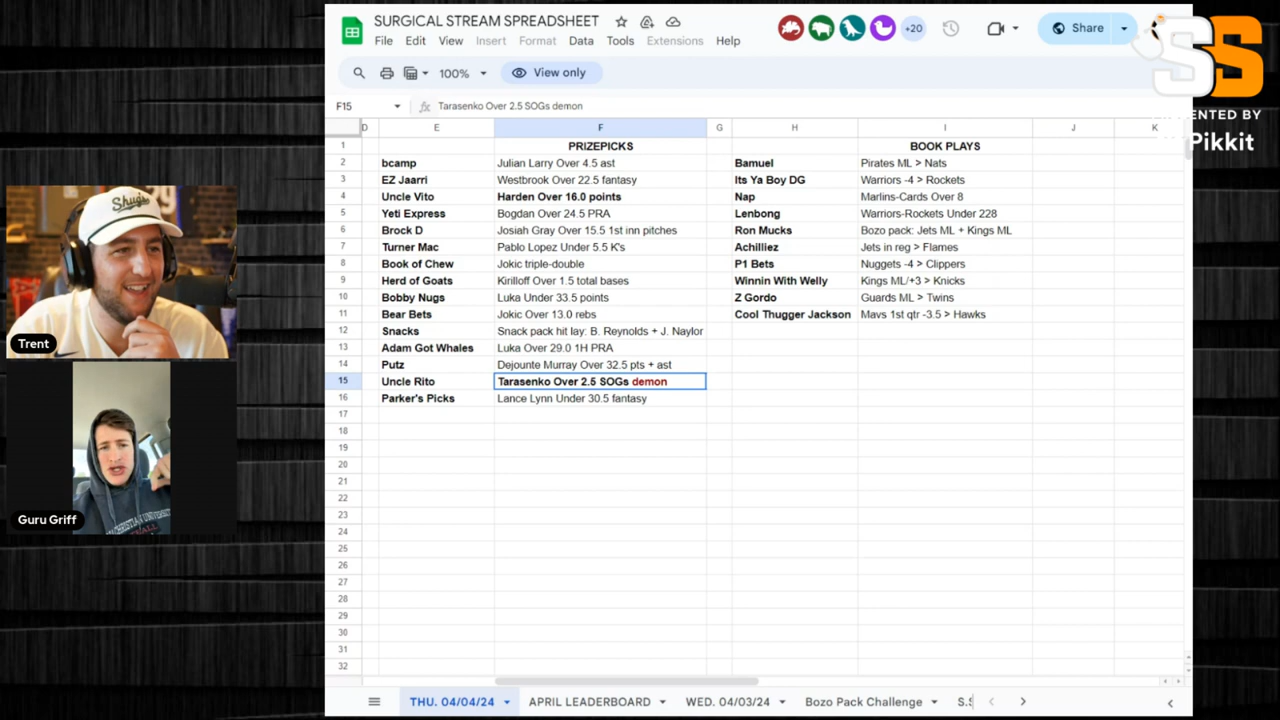 SURGICAL STREAM SPREADSHEET
+20
Share
File Edit View Insert Format Data Tools Extensions Help
100% View only
F15 fx Tarasenko Over 2.5 SOGs demon
SS
PRESENTED BY
Pikkit
D E F G H I J K
1 PRIZEPICKS BOOK PLAYS
2 bcamp Julian Larry Over 4.5 ast Bamuel Pirates ML > Nats
3 EZ Jaarri Westbrook Over 22.5 fantasy Its Ya Boy DG Warriors -4 > Rockets
4 Uncle Vito Harden Over 16.0 points Nap Marlins-Cards Over 8
5 Yeti Express Bogdan Over 24.5 PRA Lenbong Warriors-Rockets Under 228
6 Brock D Josiah Gray Over 15.5 1st inn pitches Ron Mucks Bozo pack: Jets ML + Kings ML
7 Turner Mac Pablo Lopez Under 5.5 K's Achilliez Jets in reg > Flames
8 Book of Chew Jokic triple-double P1 Bets Nuggets -4 > Clippers
9 Herd of Goats Kirilloff Over 1.5 total bases Winnin With Welly Kings ML/+3 > Knicks
10 Bobby Nugs Luka Under 33.5 points Z Gordo Guards ML > Twins
11 Bear Bets Jokic Over 13.0 rebs Cool Thugger Jackson Mavs 1st qtr -3.5 > Hawks
12 Snacks Snack pack hit lay: B. Reynolds + J. Naylor
13 Adam Got Whales Luka Over 29.0 1H PRA
14 Putz Dejounte Murray Over 32.5 pts + ast
15 Uncle Rito Tarasenko Over 2.5 SOGs demon
16 Parker's Picks Lance Lynn Under 30.5 fantasy
17
18
19
20
21
22
23
24
25
26
27
28
29
30
31
32
Shugs
Trent
Guru Griff
THU. 04/04/24 APRIL LEADERBOARD WED. 04/03/24 Bozo Pack Challenge S.S